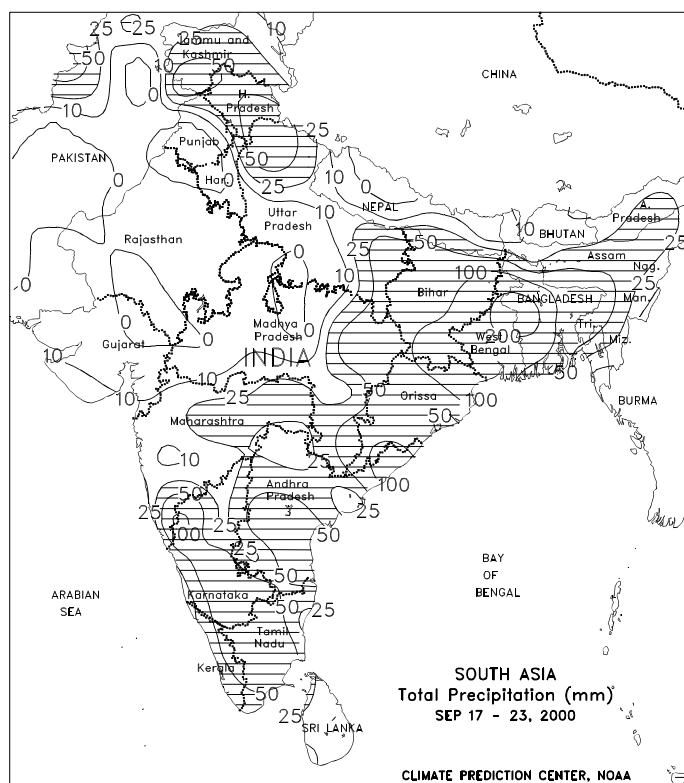 25
25
10
25
Jammu and
Kashmir
50
10
50
CHINA
0
10
H.
Pradesh
Punjab
25
PAKISTAN
50
10
0
Har.
0
25
0
NEPAL
A.
Pradesh
Uttar
Pradesh
10
BHUTAN
Rajasthan
25
50
25
0
Assam
Nag.
0
10
100
25
Bihar
BANGLADESH
Man.
0
Madhya
Pradesh
0
200
Tri.
Gujarat
0
West
Bengal
Miz.
10
INDIA
50
10
10
50
Orissa
100
BURMA
25
Maharashtra
50
10
25
Andhra
Pradesh
100
50
25
25
25
50
100
25
BAY
OF
BENGAL
50
ARABIAN
SEA
Karnataka
50
25
Tamil
Nadu
Kerala
50
25
SRI LANKA
SOUTH ASIA
Total Precipitation (mm)
SEP 17 - 23, 2000
CLIMATE PREDICTION CENTER, NOAA